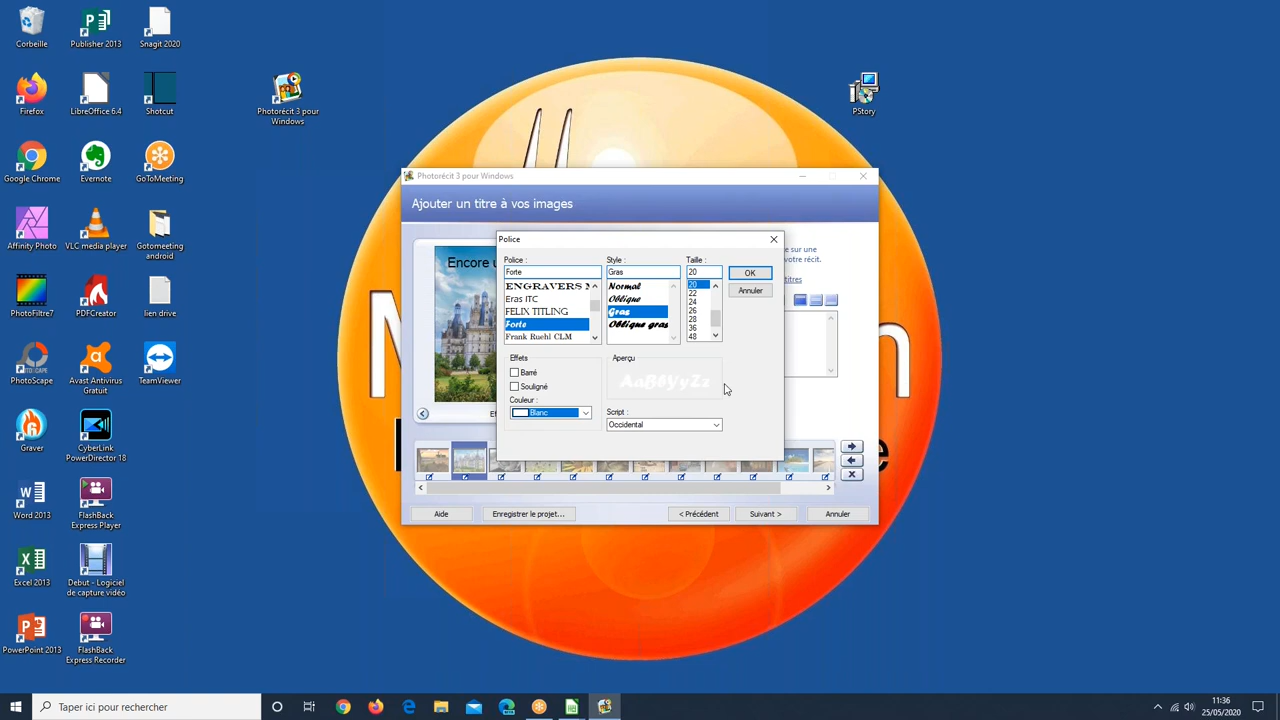 Corbeille
Publisher 2013
Snagit 2020
Firefox
LibreOffice 6.4
Shotcut
Photorécit 3 pour
Windows
PStory
Google Chrome
Evernote
GoToMeeting
Affinity Photo
VLC media player
Gotomeeting
android
PhotoFiltre7
PDFCreator
lien drive
PhotoScape
Avast Antivirus
Gratuit
TeamViewer
Graver
CyberLink
PowerDirector 18
Word 2013
FlashBack
Express Player
Excel 2013
Debut - Logiciel
de capture vidéo
PowerPoint 2013
FlashBack
Express Recorder
Photorécit 3 pour Windows
Ajouter un titre à vos images
Encore u
e sur une
votre récit.
titres
Police
Police :
Style :
Taille :
Forte
Gras
20
OK
Annuler
ENGRAVERS M
Eras ITC
FELIX TITLING
Forte
Frank Ruehl CLM
Normal
Oblique
Gras
Oblique gras
20
22
24
26
28
36
48
Effets
Barré
Souligné
Couleur :
Blanc
Aperçu
AaBbYyZz
Script :
Occidental
Aide
Enregistrer le projet...
< Précédent
Suivant >
Annuler
Taper ici pour rechercher
11:36
25/05/2020